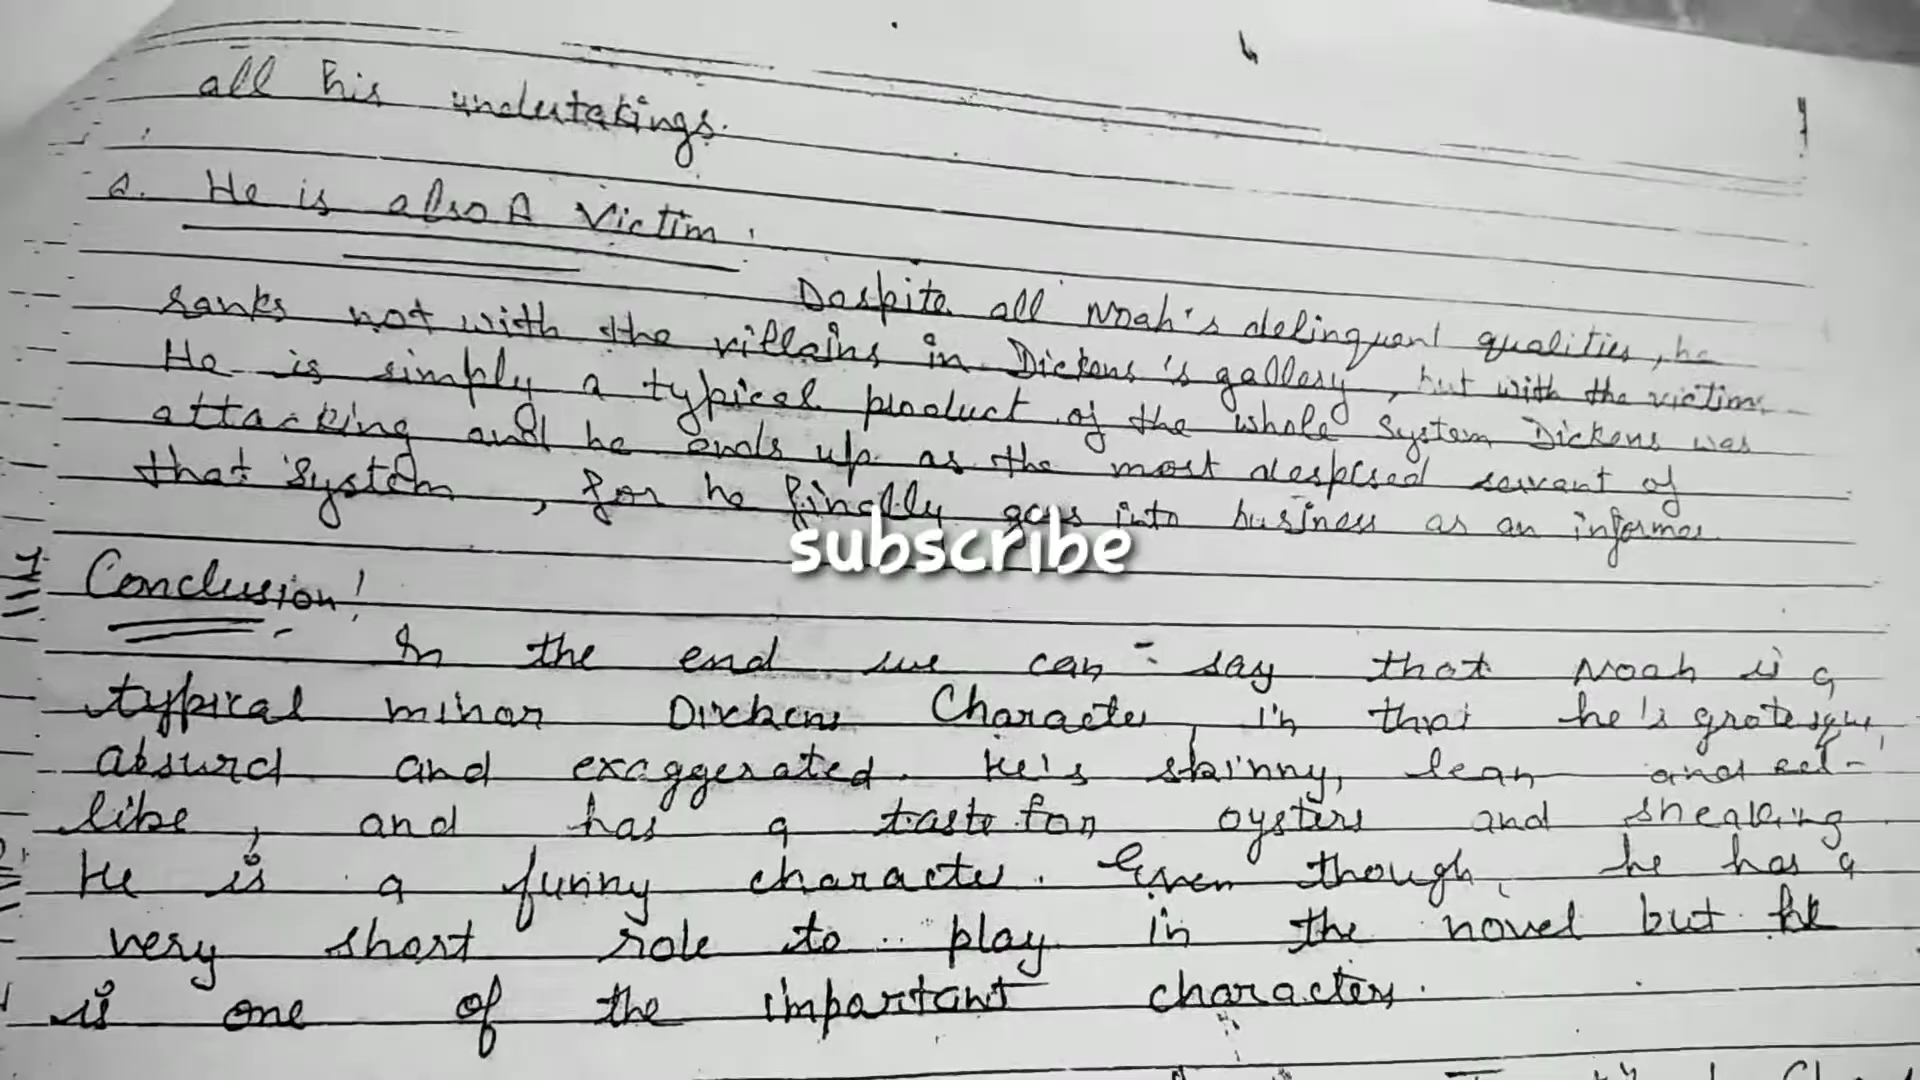 all his undertakings.
2. He is also A Victim.
Despite all Noah's delinquent qualities, he
ranks not with the villains in Dickens's gallery, but with the victims.
He is simply a typical product of the whole System Dickens was
attacking and he ends up as the most despised servant of
that System, for he finally goes into business as an informer.
subscribe
Conclusion!
In the end we can say that Noah is a
typical minor Dickens Character in that he's grotesque,
absurd and exaggerated. He's skinny, lean and eel-
like, and has a taste for oysters and sneaking.
He is a funny character. Even though, he has a
very short role to play in the novel but he
is one of the important characters.